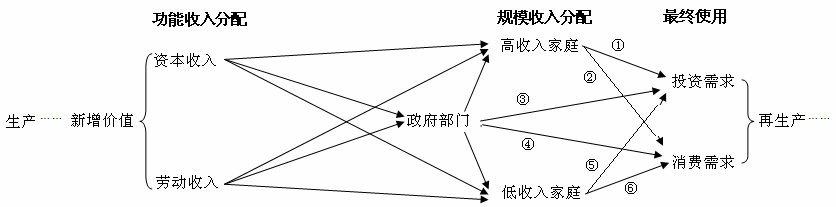 功能收入分配 规模收入分配 最终使用
高收入家庭 ①
资本收入
② 投资需求
③
生产…… 新增价值 政府部门 再生产……
④
⑤ 消费需求
劳动收入 低收入家庭 ⑥